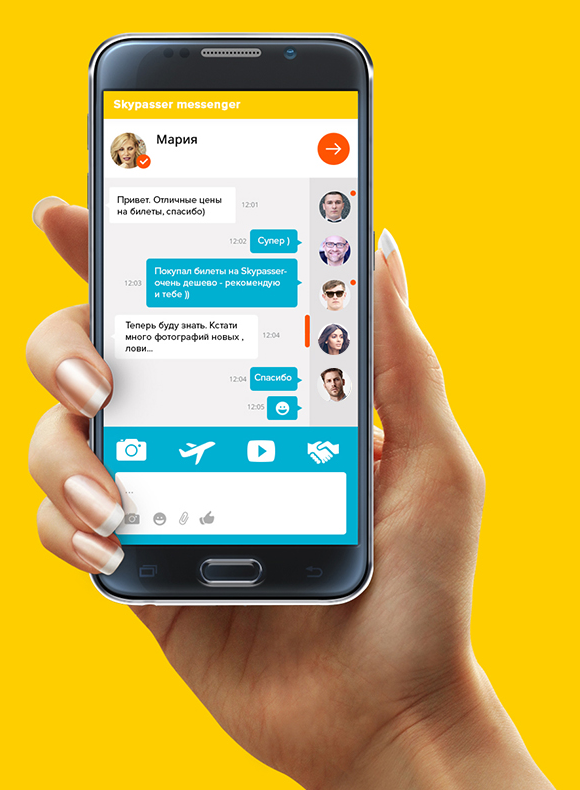 Skypasser messenger
Мария
Привет. Отличные цены
на билеты, спасибо)
12:01
12:02
Супер )
Покупал билеты на Skypasser-
очень дешево - рекомендую
и тебе ))
12:03
Теперь буду знать. Кстати
много фотографий новых ,
лови...
12:04
12:04
Спасибо
12:05
...